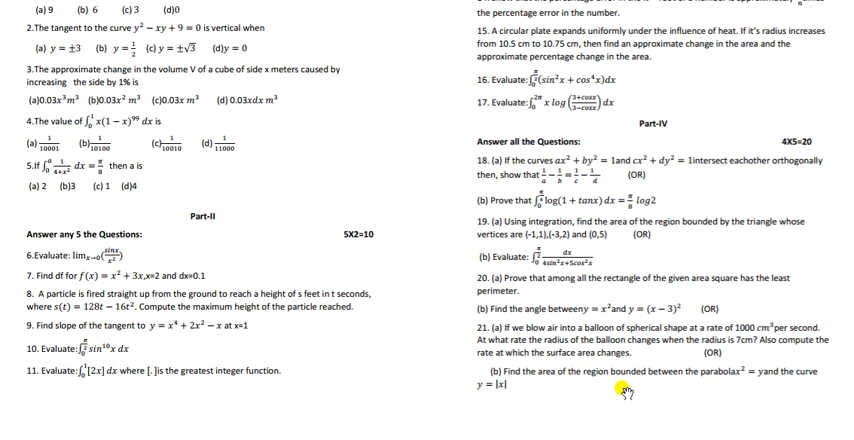 (a) 9 (b) 6 (c) 3 (d)0
2.The tangent to the curve y² − xy + 9 = 0 is vertical when
(a) y = ±3 (b) y = 1/2 (c) y = ±√3 (d)y = 0
3.The approximate change in the volume V of a cube of side x meters caused by
increasing the side by 1% is
(a)0.03x³m³ (b)0.03x² m³ (c)0.03x m³ (d) 0.03xdx m³
4.The value of ∫₀¹ x(1 − x)⁹⁹ dx is
(a) 1/10001 (b) 1/10100 (c) 1/10010 (d) 1/11000
5.If ∫₀ᵃ 1/(4+x²) dx = π/8 then a is
(a) 2 (b)3 (c) 1 (d)4
Part-II
Answer any 5 the Questions: 5X2=10
6.Evaluate: limₓ→₀(sinx/x²)
7. Find df for f(x) = x² + 3x,x=2 and dx=0.1
8. A particle is fired straight up from the ground to reach a height of s feet in t seconds,
where s(t) = 128t − 16t². Compute the maximum height of the particle reached.
9. Find slope of the tangent to y = x⁴ + 2x² − x at x=1
10. Evaluate:∫₀^(π/2) sin¹⁰x dx
11. Evaluate:∫₀¹[2x] dx where [. ]is the greatest integer function.
the percentage error in the number.
15. A circular plate expands uniformly under the influence of heat. If it's radius increases
from 10.5 cm to 10.75 cm, then find an approximate change in the area and the
approximate percentage change in the area.
16. Evaluate:∫₀^(π/2)(sin²x + cos⁴x)dx
17. Evaluate:∫₀^(2π) x log((3+cosx)/(3−cosx)) dx
Part-IV
Answer all the Questions: 4X5=20
18. (a) If the curves ax² + by² = 1and cx² + dy² = 1intersect eachother orthogonally
then, show that 1/a − 1/b = 1/c − 1/d (OR)
(b) Prove that ∫₀^(π/4) log(1 + tanx) dx = π/8 log2
19. (a) Using integration, find the area of the region bounded by the triangle whose
vertices are (-1,1),(-3,2) and (0,5) (OR)
(b) Evaluate: ∫₀^(π/2) dx/(4sin²x+5cos²x)
20. (a) Prove that among all the rectangle of the given area square has the least
perimeter.
(b) Find the angle betweeny = x²and y = (x − 3)² (OR)
21. (a) If we blow air into a balloon of spherical shape at a rate of 1000 cm³per second.
At what rate the radius of the balloon changes when the radius is 7cm? Also compute the
rate at which the surface area changes. (OR)
(b) Find the area of the region bounded between the parabolax² = yand the curve
y = |x|